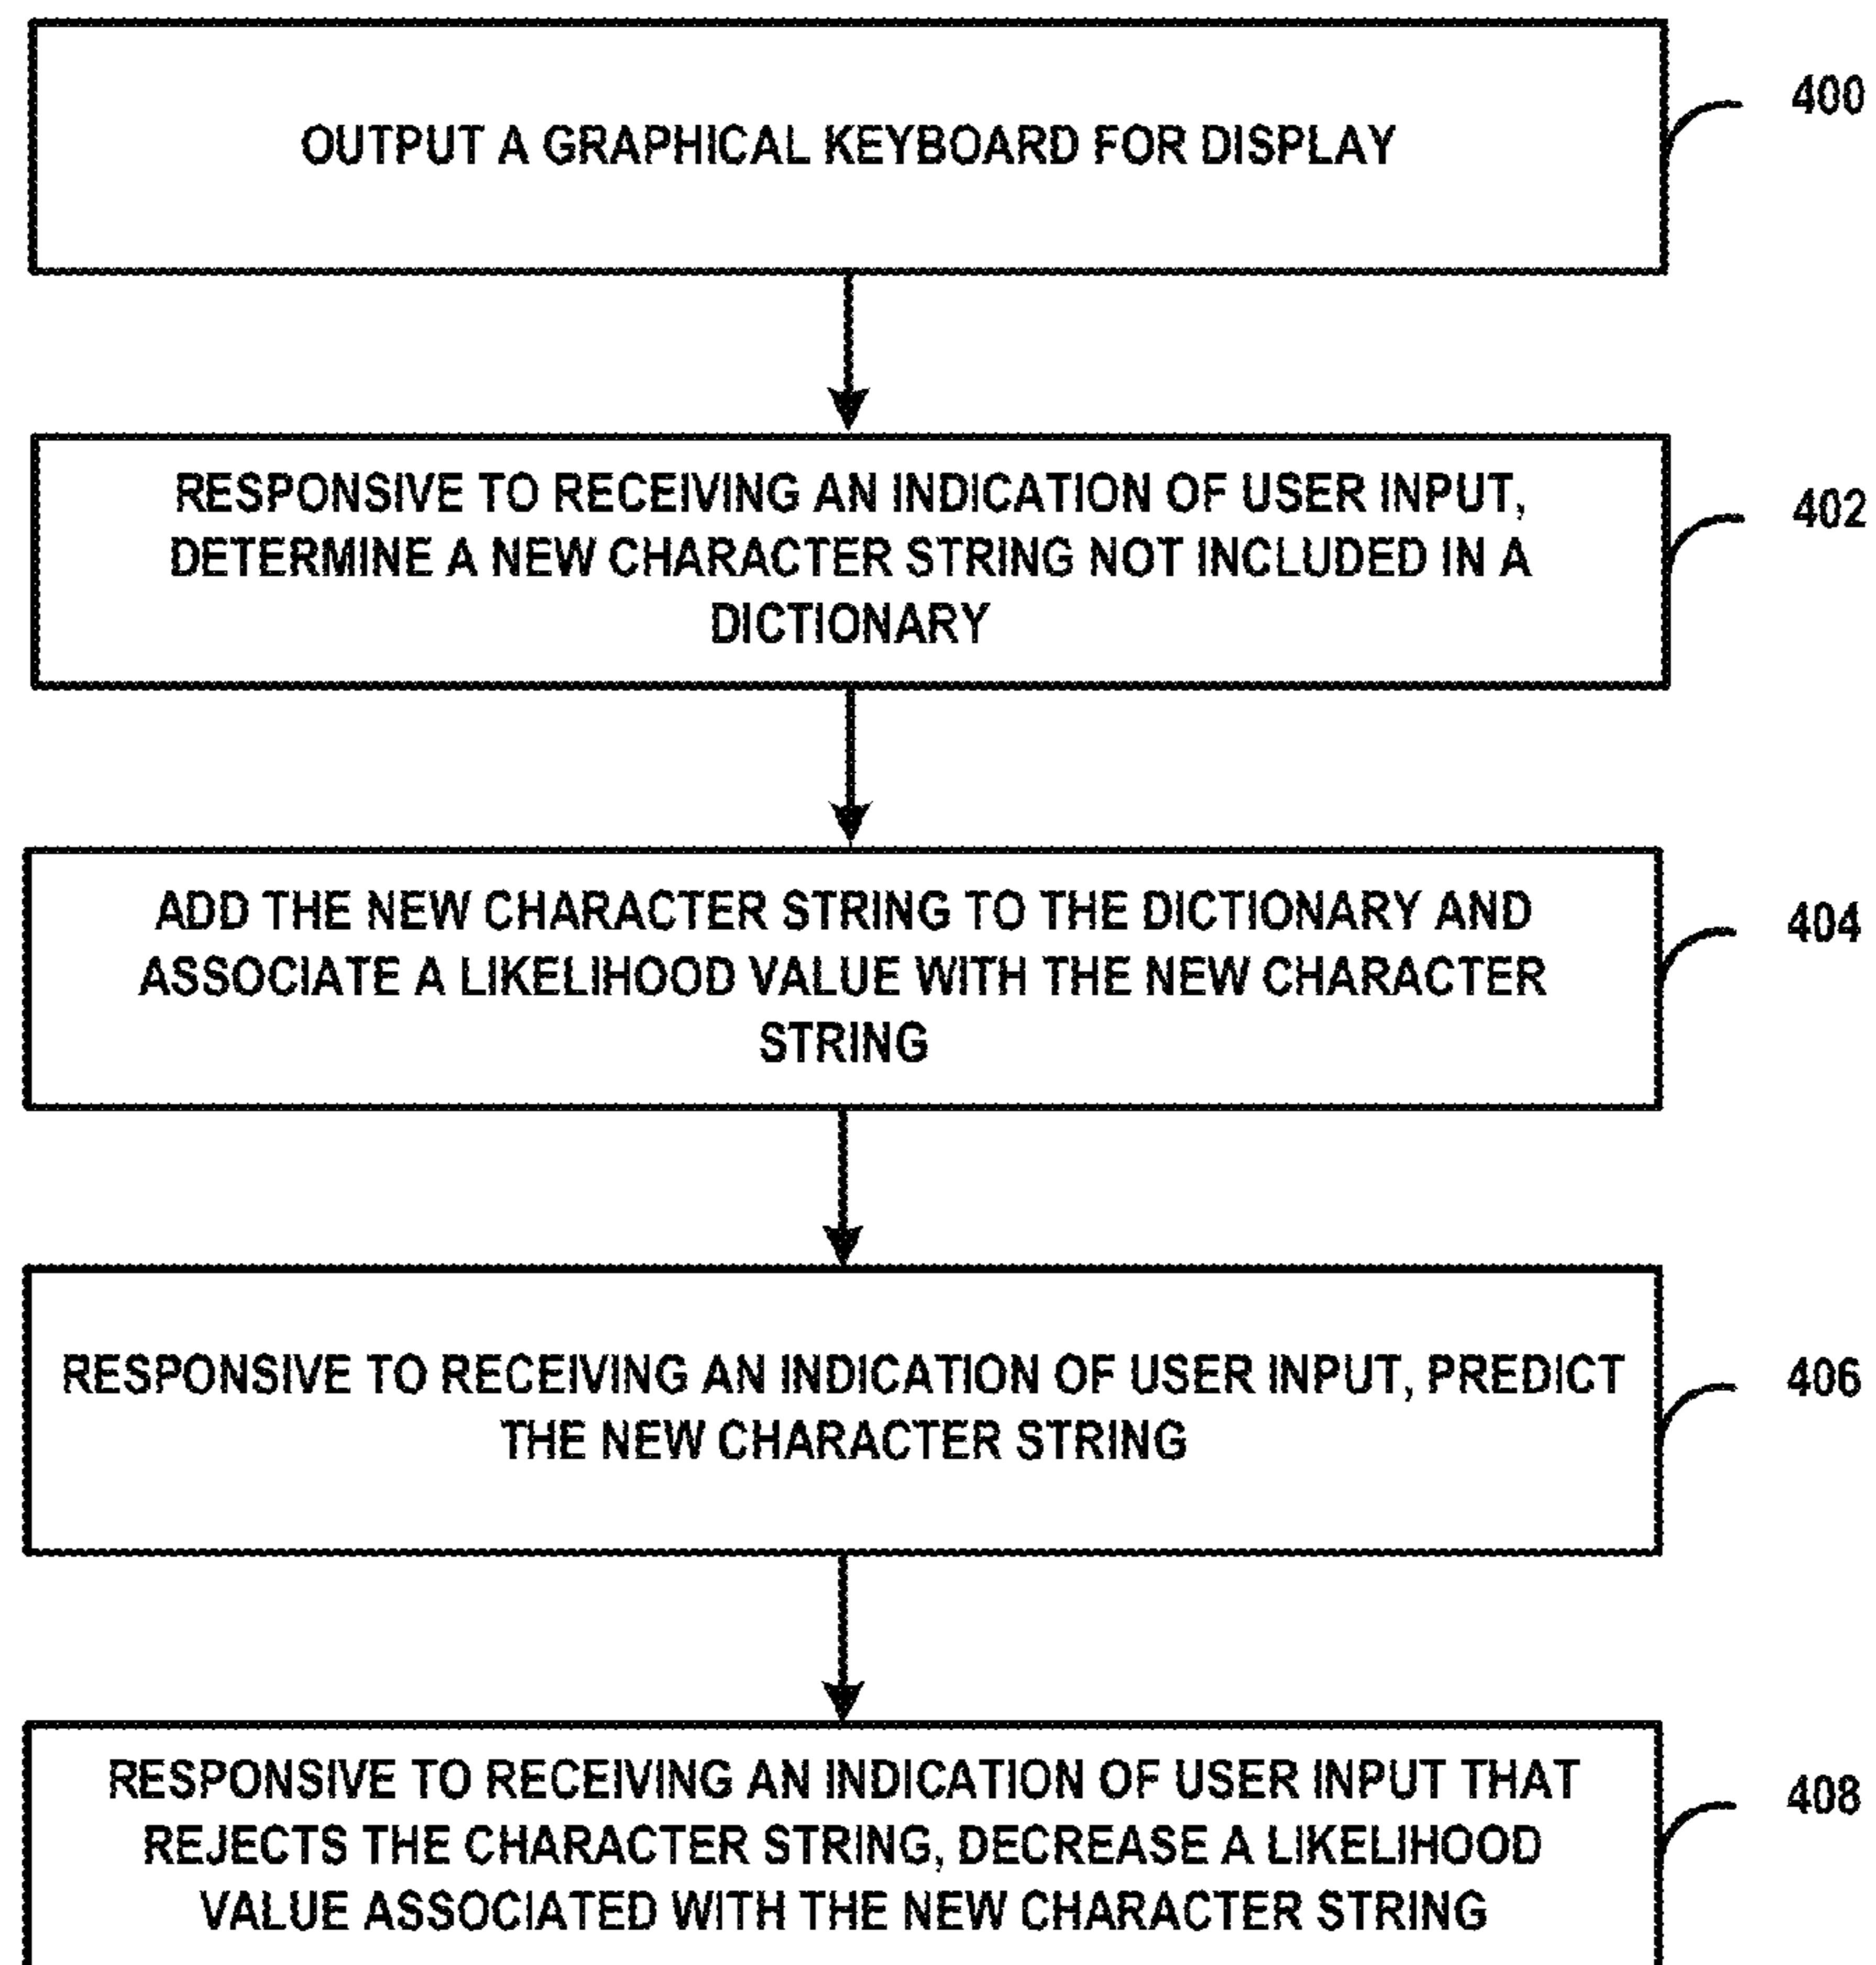 400
OUTPUT A GRAPHICAL KEYBOARD FOR DISPLAY
RESPONSIVE TO RECEIVING AN INDICATION OF USER INPUT,
402
DETERMINE A NEW CHARACTER STRING NOT INCLUDED IN A
DICTIONARY
ADD THE NEW CHARACTER STRING TO THE DICTIONARY AND
404
ASSOCIATE A LIKELIHOOD VALUE WITH THE NEW CHARACTER
STRING
RESPONSIVE TO RECEIVING AN INDICATION OF USER INPUT, PREDICT
406
THE NEW CHARACTER STRING
RESPONSIVE TO RECEIVING AN INDICATION OF USER INPUT THAT
408
REJECTS THE CHARACTER STRING, DECREASE A LIKELIHOOD
VALUE ASSOCIATED WITH THE NEW CHARACTER STRING